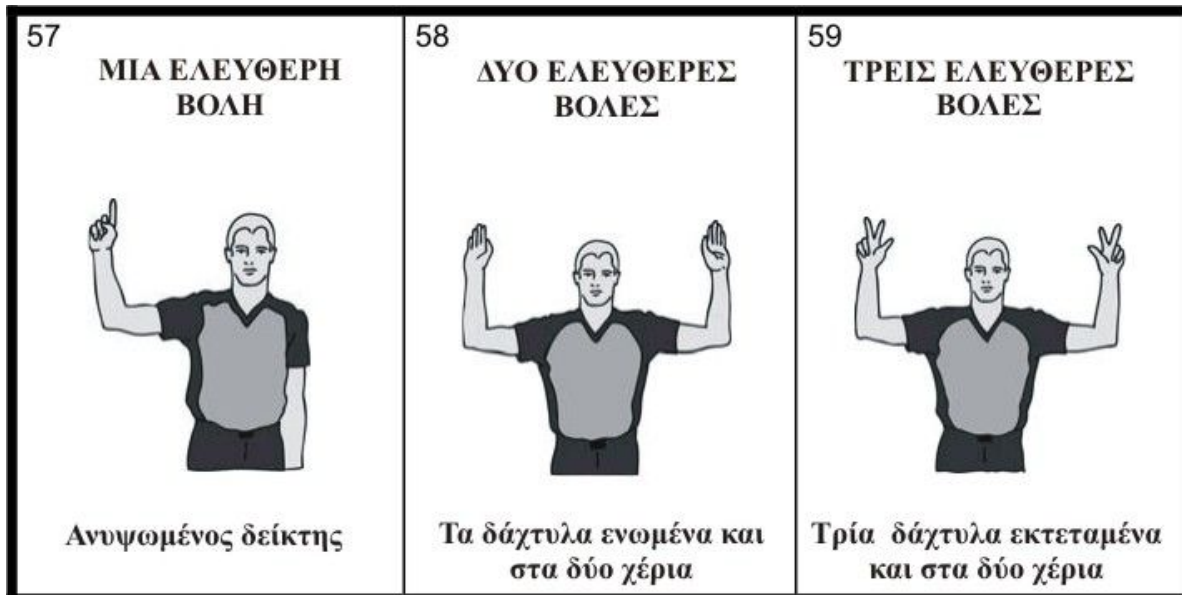 57
ΜΙΑ ΕΛΕΥΘΕΡΗ
ΒΟΛΗ
Ανυψωμένος δείκτης
58
ΔΥΟ ΕΛΕΥΘΕΡΕΣ
ΒΟΛΕΣ
Τα δάχτυλα ενωμένα και
στα δύο χέρια
59
ΤΡΕΙΣ ΕΛΕΥΘΕΡΕΣ
ΒΟΛΕΣ
Τρία δάχτυλα εκτεταμένα
και στα δύο χέρια